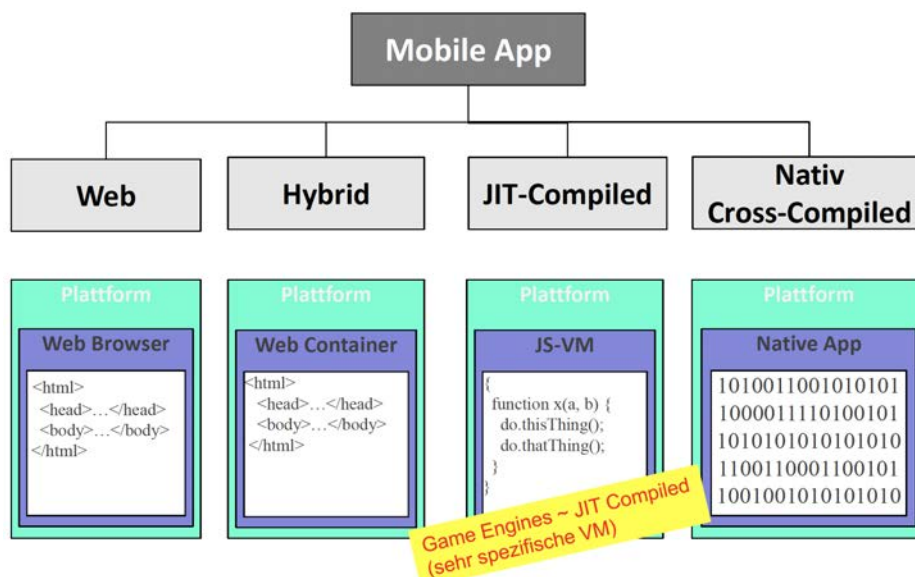 Mobile App
Web
Hybrid
JIT-Compiled
Nativ
Cross-Compiled
Plattform
Web Browser
<html>
<head>…</head>
<body>…</body>
</html>
Plattform
Web Container
<html>
<head>…</head>
<body>…</body>
</html>
Plattform
JS-VM
{
function x(a, b) {
do.thisThing();
do.thatThing();
}
}
Game Engines ~ JIT Compiled
(sehr spezifische VM)
Plattform
Native App
1010011001010101
1000011110100101
1010101010101010
1100110001100101
1001001010101010